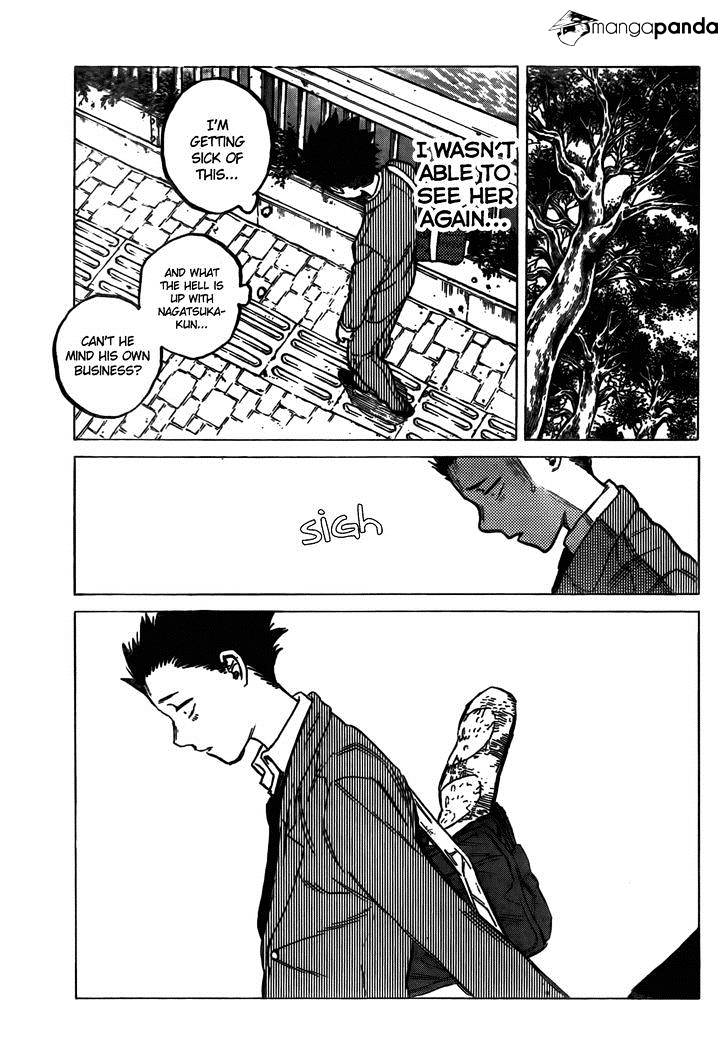 mangapanda
I WASN'T
ABLE TO
SEE HER
AGAIN...
I'M
GETTING
SICK OF
THIS...
AND WHAT
THE HELL IS
UP WITH
NAGATSUKA-
KUN...
CAN'T HE
MIND HIS OWN
BUSINESS?
sigh